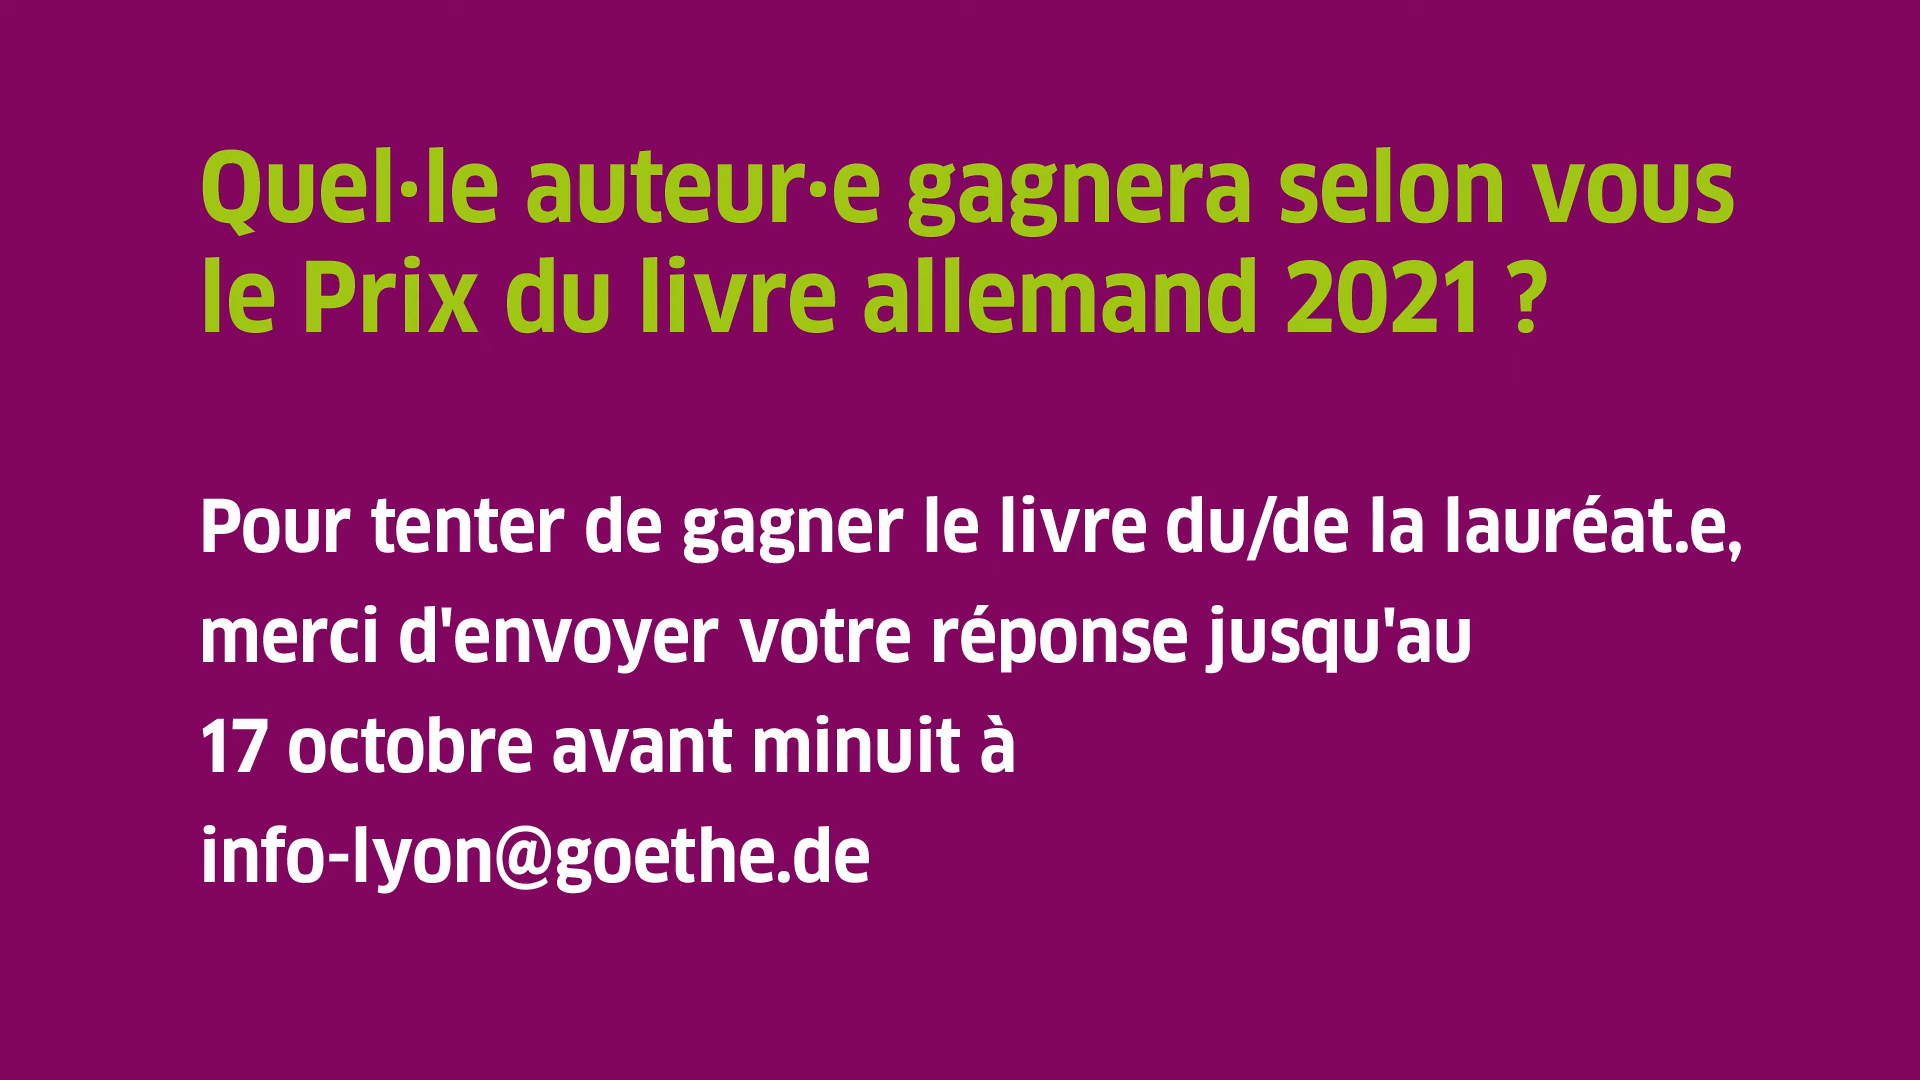 Quel·le auteur·e gagnera selon vous
le Prix du livre allemand 2021 ?
Pour tenter de gagner le livre du/de la lauréat.e,
merci d'envoyer votre réponse jusqu'au
17 octobre avant minuit à
info-lyon@goethe.de